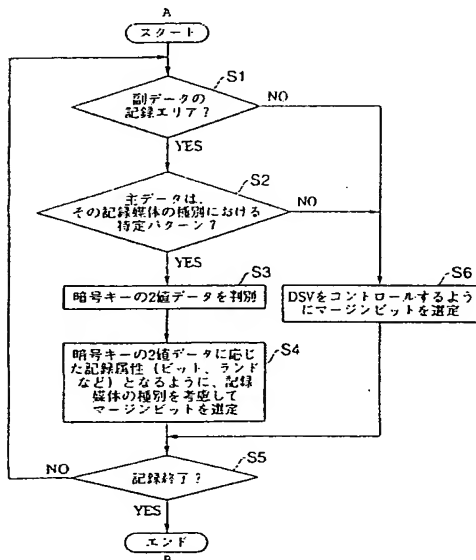 A
スタート
S1
副データの
記録エリア?
NO
YES
S2
主データは、
その記録媒体の種別における
特定パターン?
NO
YES
S3
暗号キーの2値データを判別
S6
DSVをコントロールするよう
にマージンビットを選定
S4
暗号キーの2値データに応じ
た記録属性（ピット、ランド
など）となるように、記録
媒体の種別を考慮して
マージンビットを選定
S5
NO
記録終了?
YES
エンド